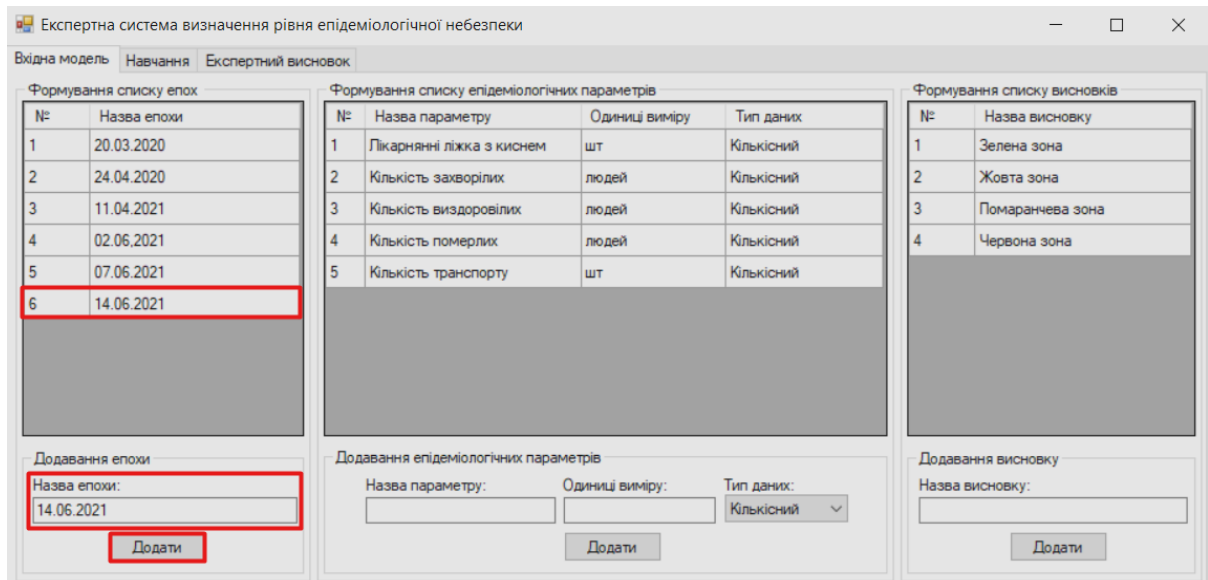 Експертна система визначення рівня епідеміологічної небезпеки
Вхідна модель Навчання Експертний висновок
Формування списку епох
№ Назва епохи
1 20.03.2020
2 24.04.2020
3 11.04.2021
4 02.06,2021
5 07.06.2021
6 14.06.2021
Додавання епохи
Назва епохи:
14.06.2021
Додати
Формування списку епідеміологічних параметрів
№ Назва параметру Одиниці виміру Тип даних
1 Лікарнянні ліжка з киснем шт Кількісний
2 Кількість захворілих людей Кількісний
3 Кількість виздоровілих людей Кількісний
4 Кількість померлих людей Кількісний
5 Кількість транспорту шт Кількісний
Додавання епідеміологічних параметрів
Назва параметру: Одиниці виміру: Тип даних:
Кількісний
Додати
Формування списку висновків
№ Назва висновку
1 Зелена зона
2 Жовта зона
3 Помаранчева зона
4 Червона зона
Додавання висновку
Назва висновку:
Додати